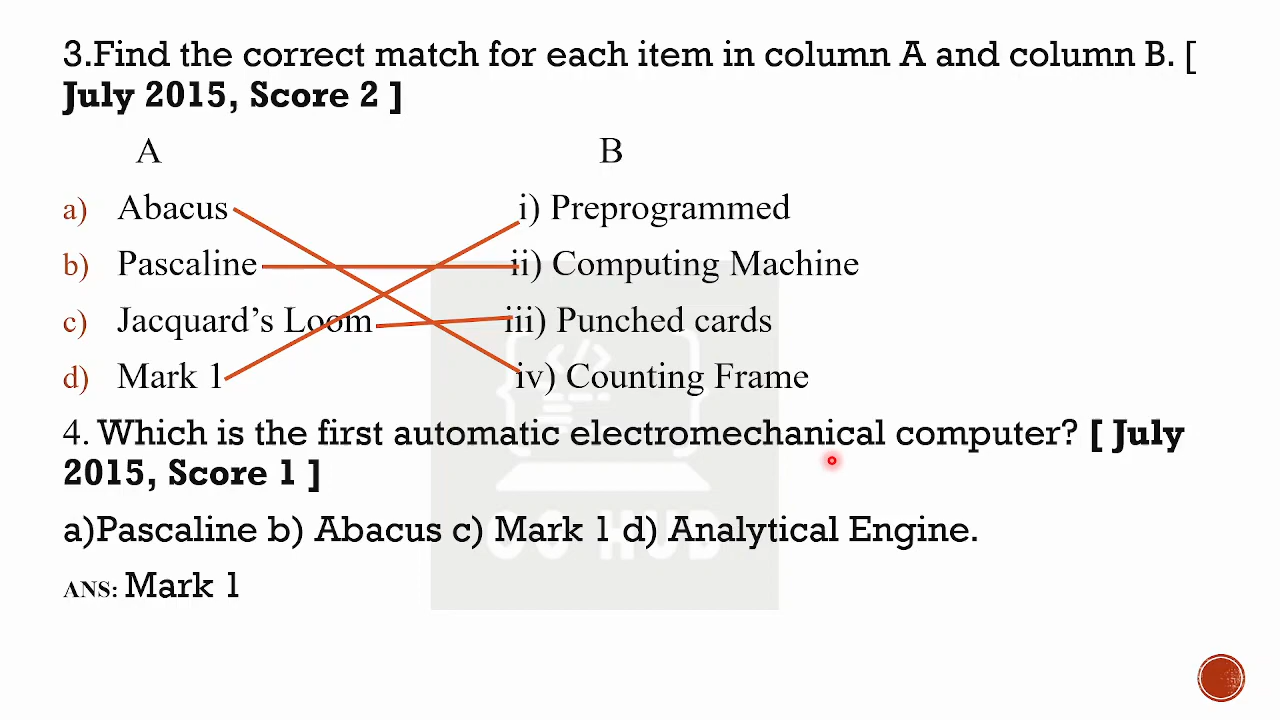 3.Find the correct match for each item in column A and column B. [
July 2015, Score 2 ]
A B
a) Abacus i) Preprogrammed
b) Pascaline ii) Computing Machine
c) Jacquard’s Loom iii) Punched cards
d) Mark 1 iv) Counting Frame
4. Which is the first automatic electromechanical computer? [ July
2015, Score 1 ]
a)Pascaline b) Abacus c) Mark 1 d) Analytical Engine.
ANS: Mark 1